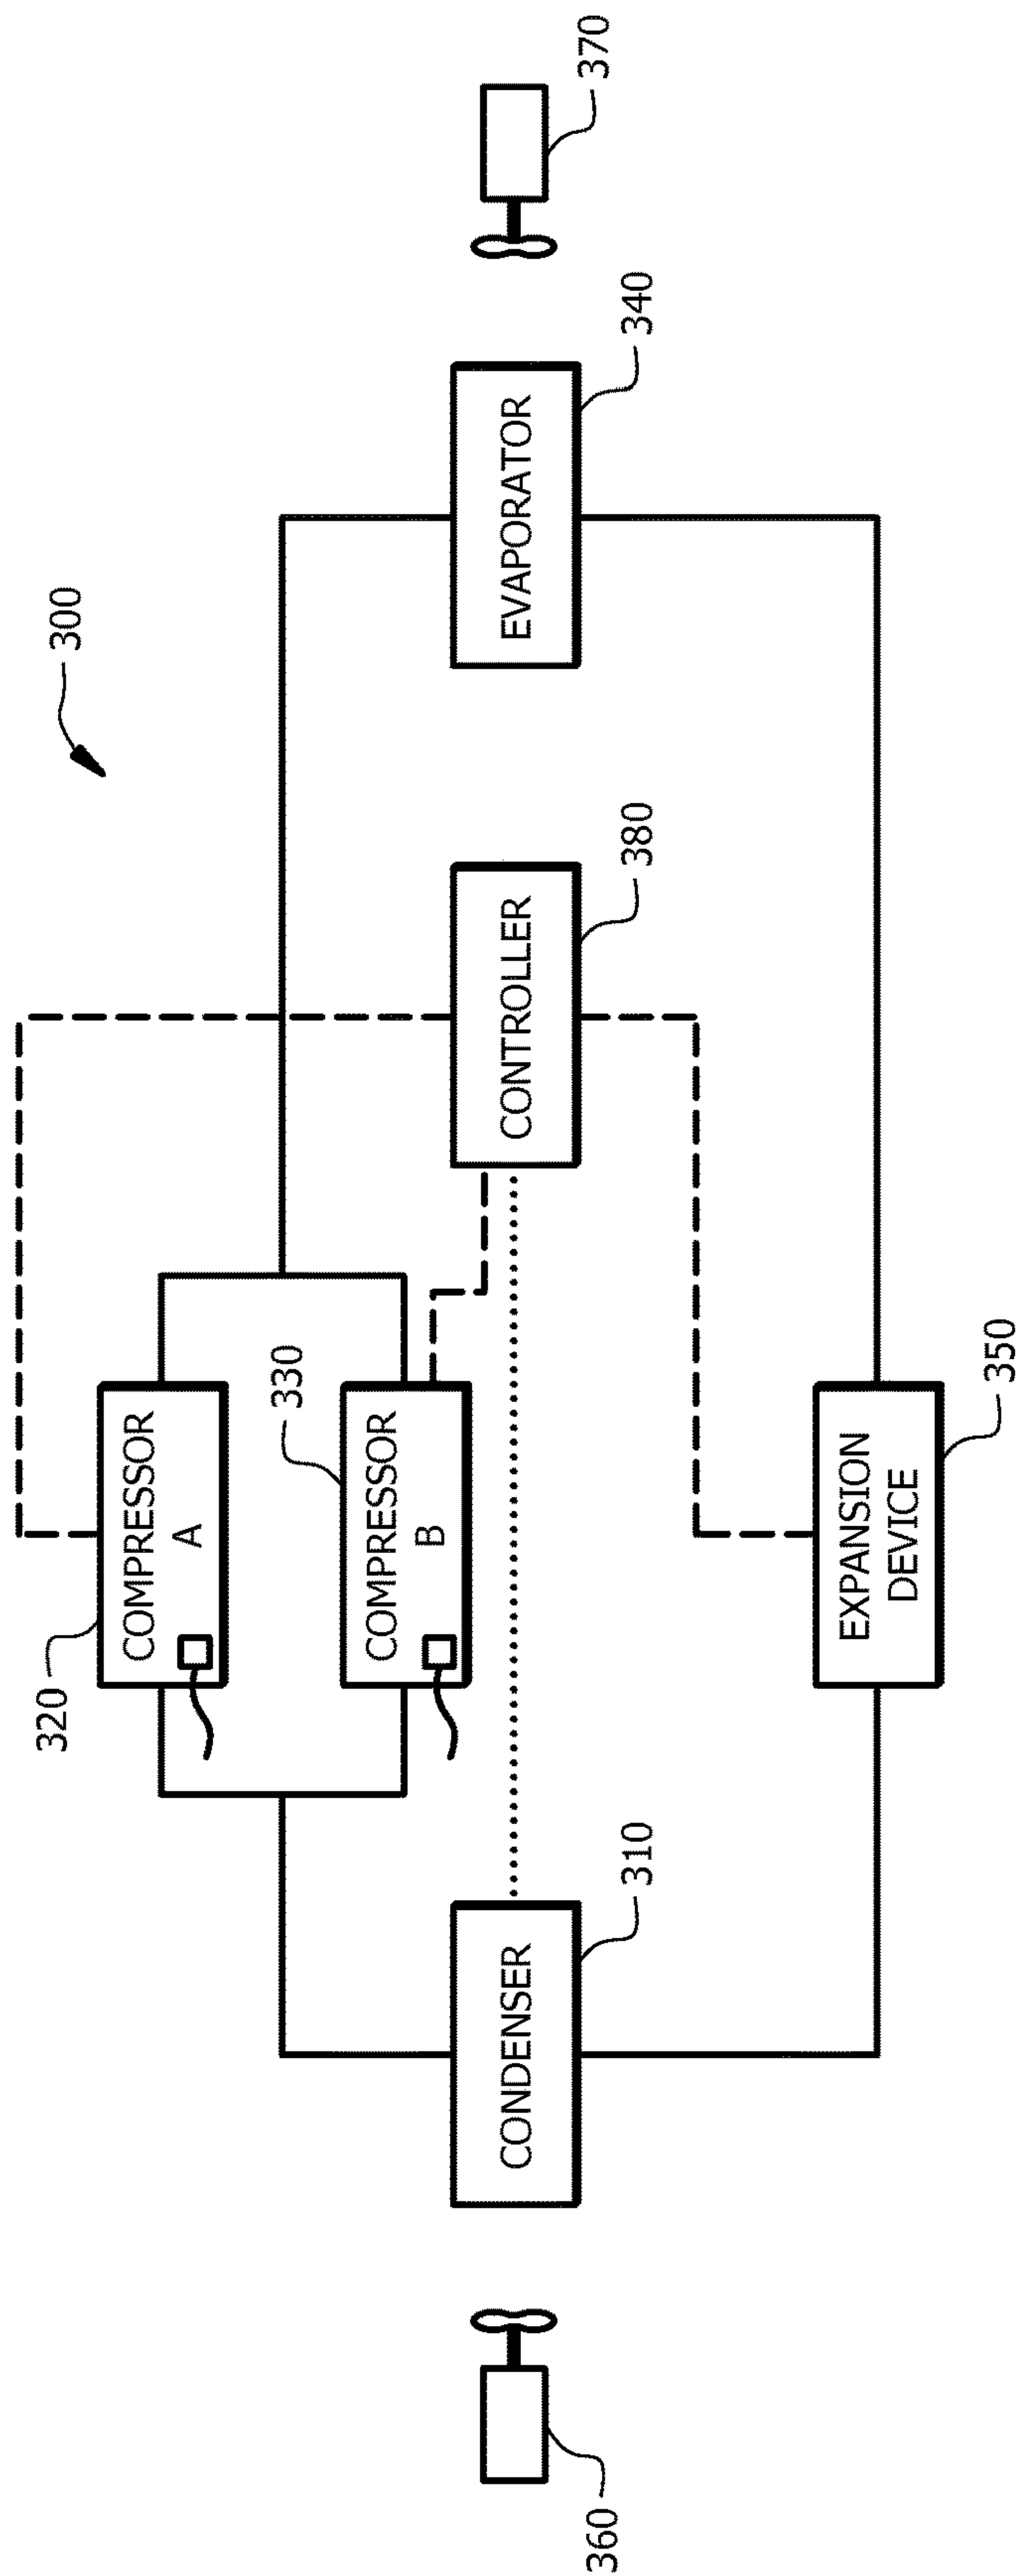 300
320
COMPRESSOR
A
330
COMPRESSOR
B
360
CONDENSER
310
CONTROLLER
380
EVAPORATOR
340
370
EXPANSION
DEVICE
350